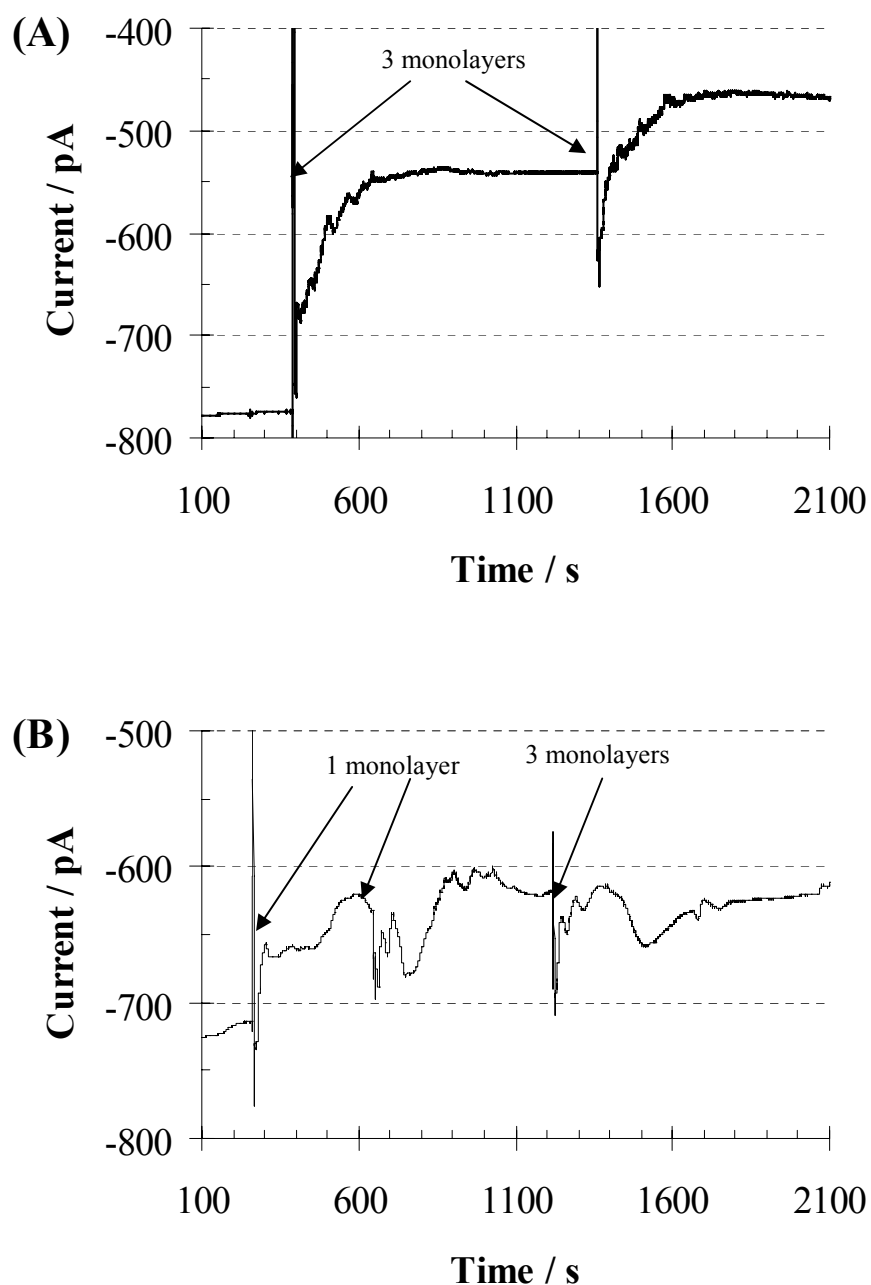 (A)
-400
3 monolayers
-500
-600
-700
-800
Current / pA
100 600 1100 1600 2100
Time / s
(B)
-500
1 monolayer 3 monolayers
-600
-700
-800
Current / pA
100 600 1100 1600 2100
Time / s